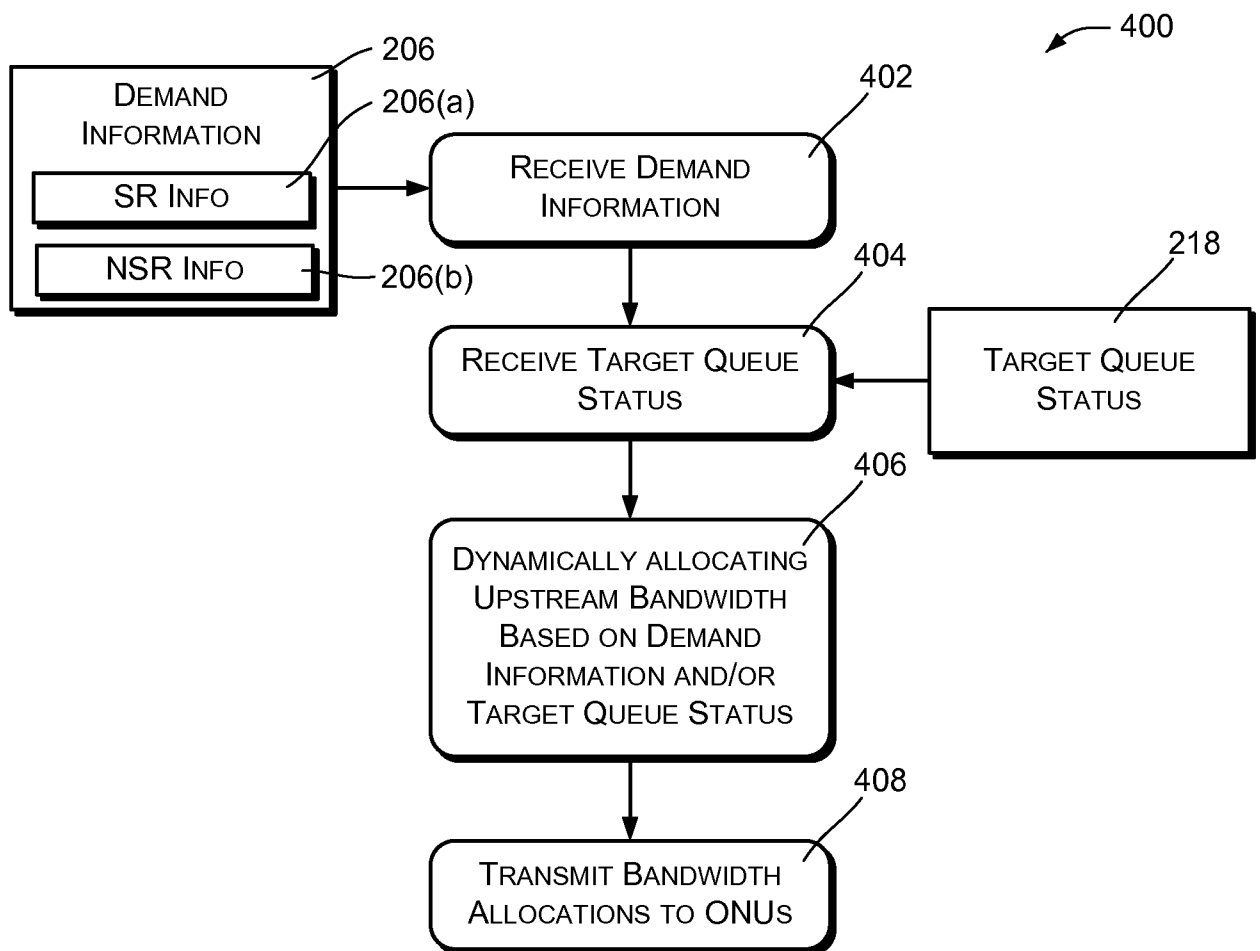 400
206
DEMAND
INFORMATION
206(a)
SR INFO
NSR INFO
206(b)
402
RECEIVE DEMAND
INFORMATION
404
RECEIVE TARGET QUEUE
STATUS
218
TARGET QUEUE
STATUS
406
DYNAMICALLY ALLOCATING
UPSTREAM BANDWIDTH
BASED ON DEMAND
INFORMATION AND/OR
TARGET QUEUE STATUS
408
TRANSMIT BANDWIDTH
ALLOCATIONS TO ONUS